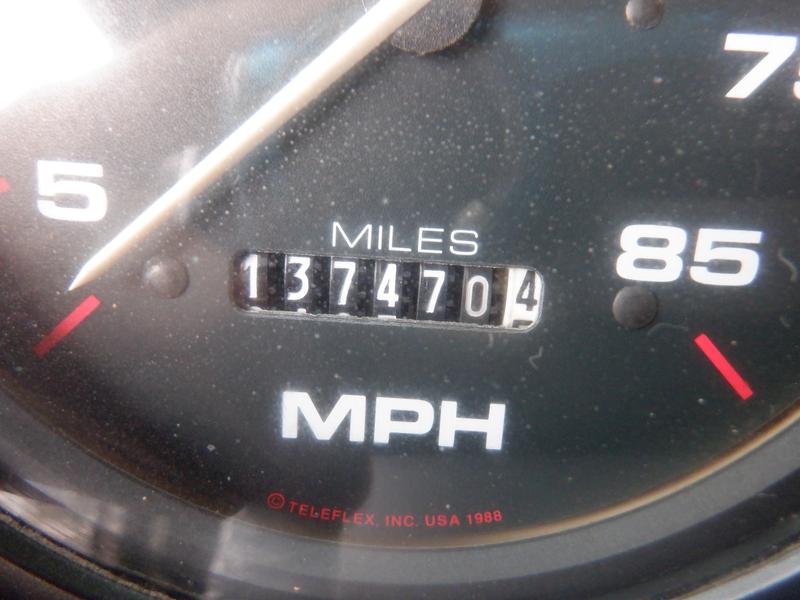 75
5
MILES
85
1374704
MPH
© TELEFLEX, INC. USA 1988